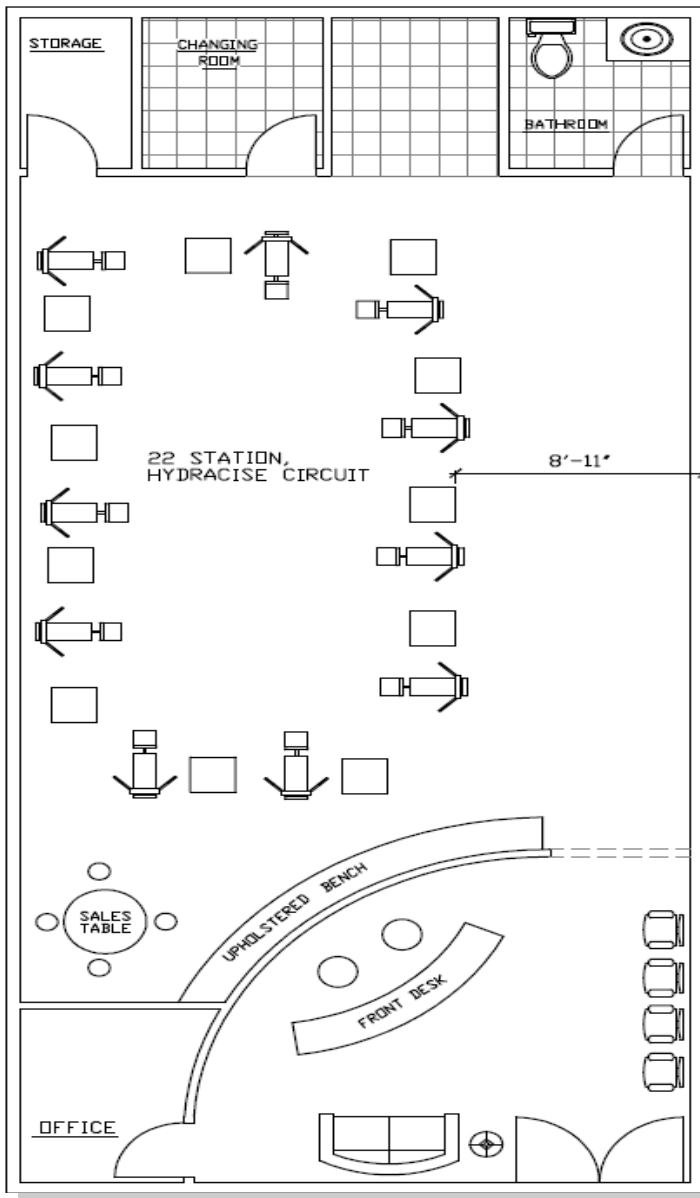 STORAGE
CHANGING
ROOM
BATHROOM
22 STATION,
HYDRACISE CIRCUIT
8'-11"
UPHOLSTERED BENCH
SALES
TABLE
FRONT DESK
OFFICE